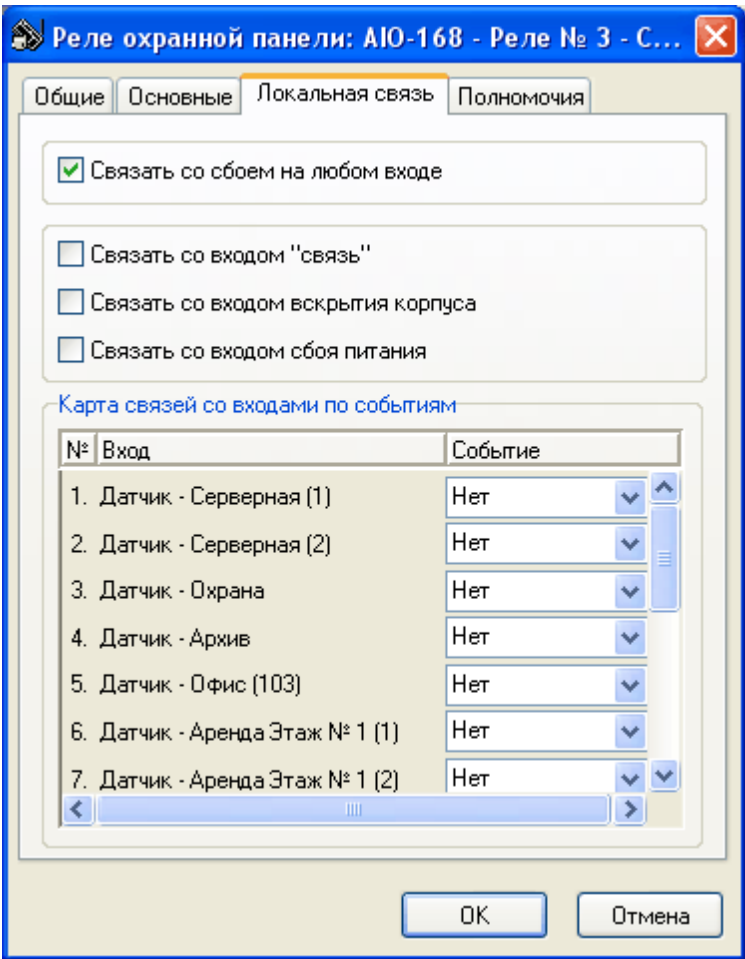 Реле охранной панели: AIO-168 - Реле № 3 - С...
Общие Основные Локальная связь Полномочия
Связать со сбоем на любом входе
Связать со входом "связь"
Связать со входом вскрытия корпуса
Связать со входом сбоя питания
Карта связей со входами по событиям
№ Вход Событие
1. Датчик - Серверная (1) Нет
2. Датчик - Серверная (2) Нет
3. Датчик - Охрана Нет
4. Датчик - Архив Нет
5. Датчик - Офис (103) Нет
6. Датчик - Аренда Этаж № 1 (1) Нет
7. Датчик - Аренда Этаж № 1 (2) Нет
OK Отмена